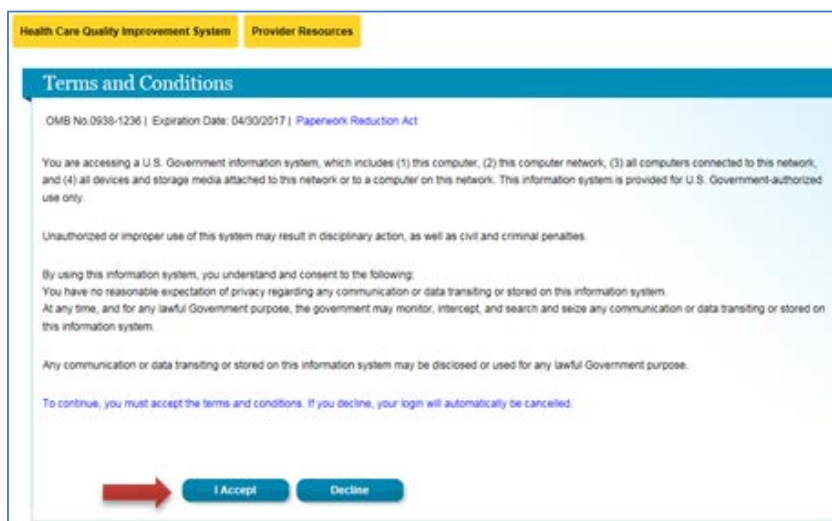 Health Care Quality Improvement System Provider Resources
Terms and Conditions
OMB No.0938-1236 | Expiration Date: 04/30/2017 | Paperwork Reduction Act
You are accessing a U.S. Government information system, which includes (1) this computer, (2) this computer network, (3) all computers connected to this network,
and (4) all devices and storage media attached to this network or to a computer on this network. This information system is provided for U.S. Government-authorized
use only.
Unauthorized or improper use of this system may result in disciplinary action, as well as civil and criminal penalties.
By using this information system, you understand and consent to the following:
You have no reasonable expectation of privacy regarding any communication or data transiting or stored on this information system.
At any time, and for any lawful Government purpose, the government may monitor, intercept, and search and seize any communication or data transiting or stored on
this information system.
Any communication or data transiting or stored on this information system may be disclosed or used for any lawful Government purpose.
To continue, you must accept the terms and conditions. If you decline, your login will automatically be cancelled.
I Accept Decline